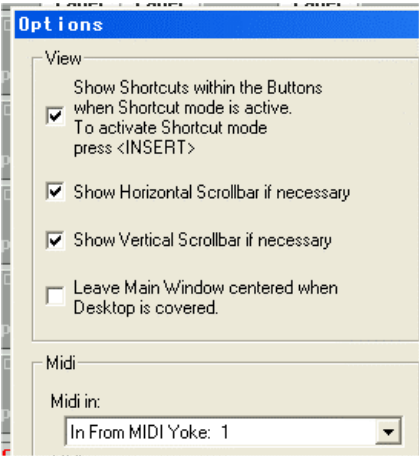 Options
View
Show Shortcuts within the Buttons
when Shortcut mode is active.
To activate Shortcut mode
press <INSERT>
Show Horizontal Scrollbar if necessary
Show Vertical Scrollbar if necessary
Leave Main Window centered when
Desktop is covered.
Midi
Midi in:
In From MIDI Yoke: 1